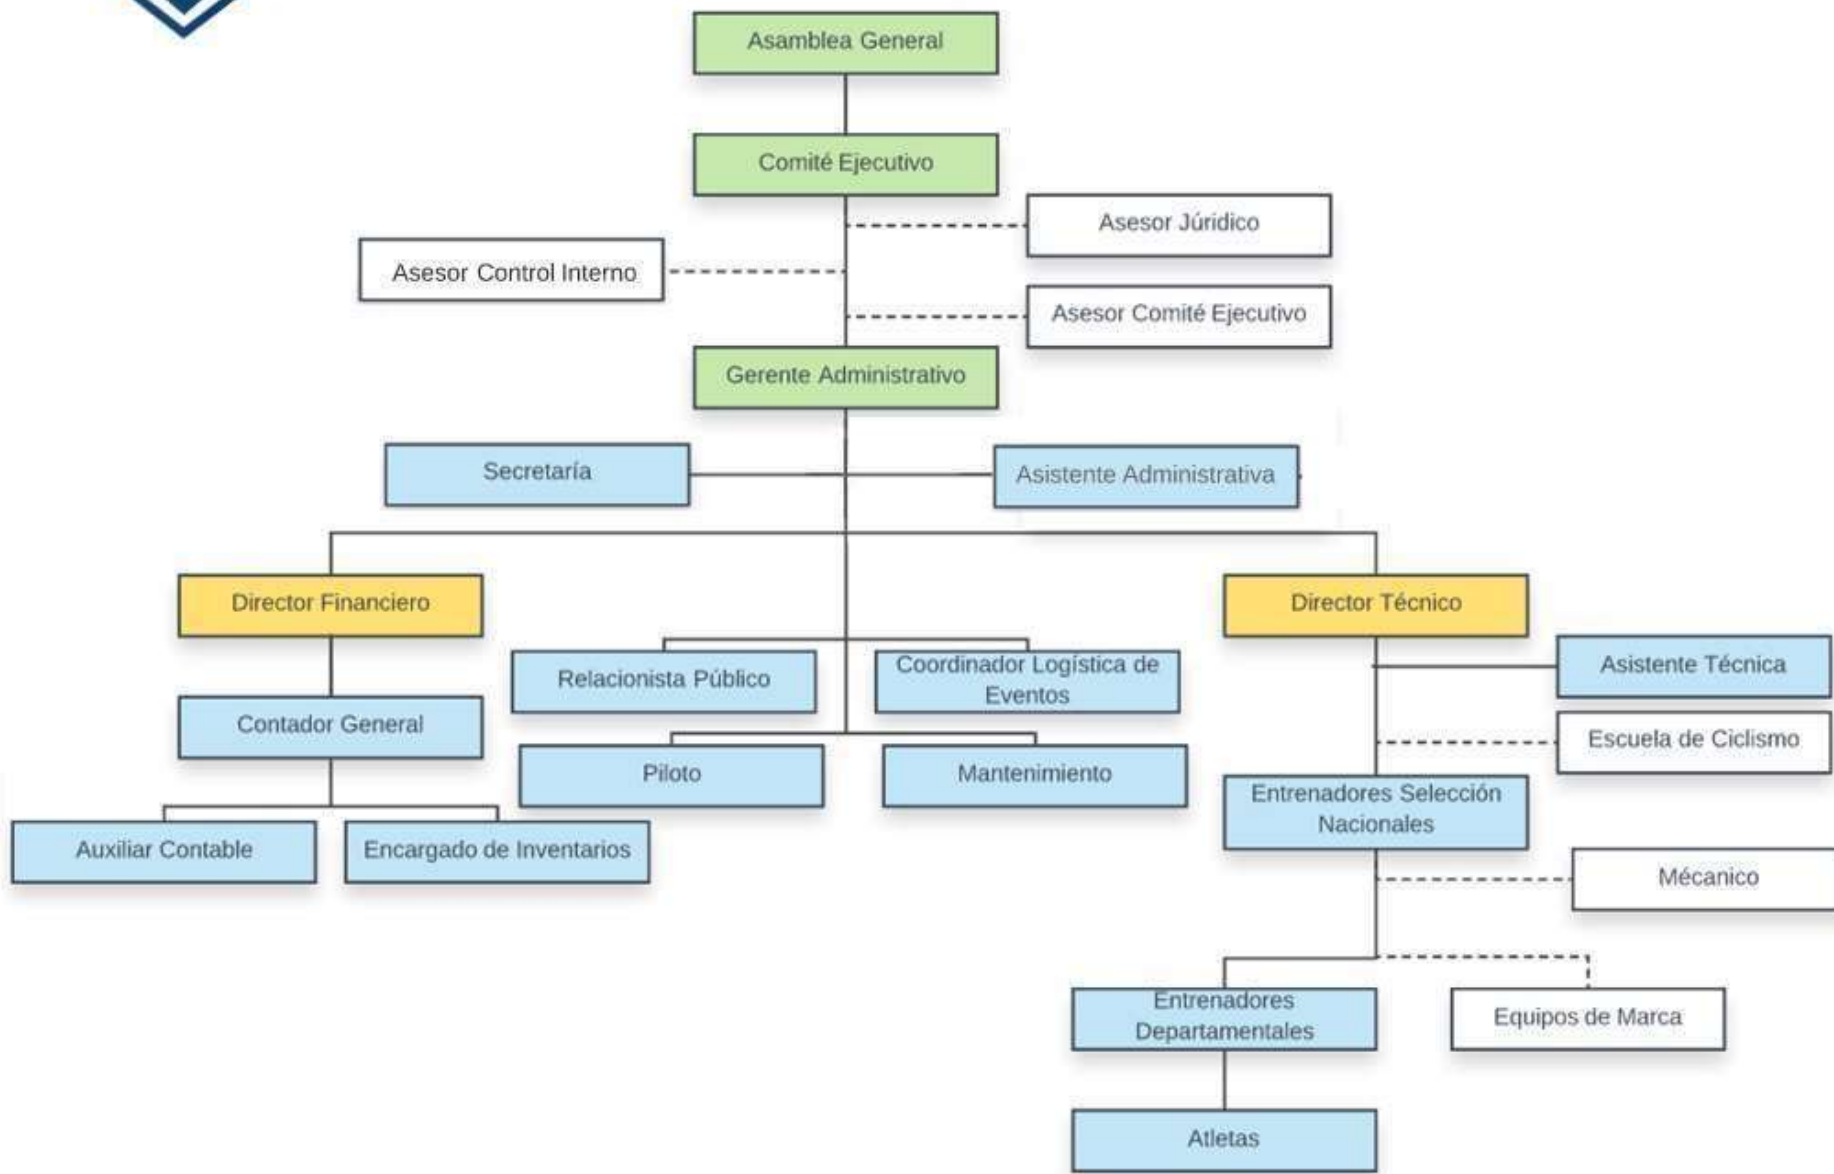 Asamblea General
Comité Ejecutivo
Asesor Júridico
Asesor Control Interno
Asesor Comité Ejecutivo
Gerente Administrativo
Secretaría
Asistente Administrativa
Director Financiero
Director Técnico
Relacionista Público
Coordinador Logística de
Eventos
Asistente Técnica
Contador General
Escuela de Ciclismo
Piloto
Mantenimiento
Entrenadores Selección
Nacionales
Auxiliar Contable
Encargado de Inventarios
Mécanico
Entrenadores
Departamentales
Equipos de Marca
Atletas